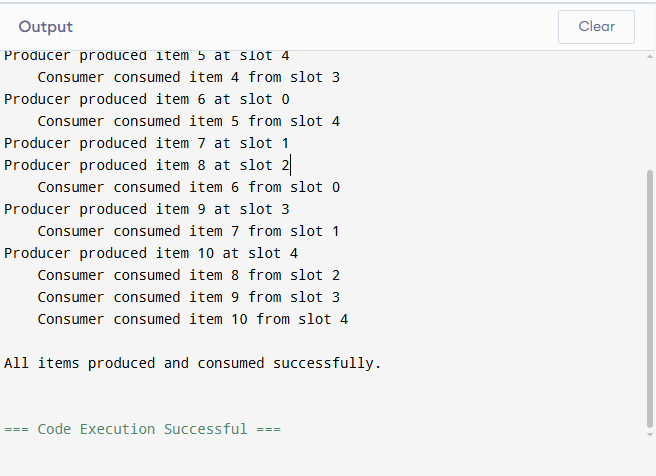 Output
Clear
Producer produced item 5 at slot 4
Consumer consumed item 4 from slot 3
Producer produced item 6 at slot 0
Consumer consumed item 5 from slot 4
Producer produced item 7 at slot 1
Producer produced item 8 at slot 2
Consumer consumed item 6 from slot 0
Producer produced item 9 at slot 3
Consumer consumed item 7 from slot 1
Producer produced item 10 at slot 4
Consumer consumed item 8 from slot 2
Consumer consumed item 9 from slot 3
Consumer consumed item 10 from slot 4
All items produced and consumed successfully.
=== Code Execution Successful ===